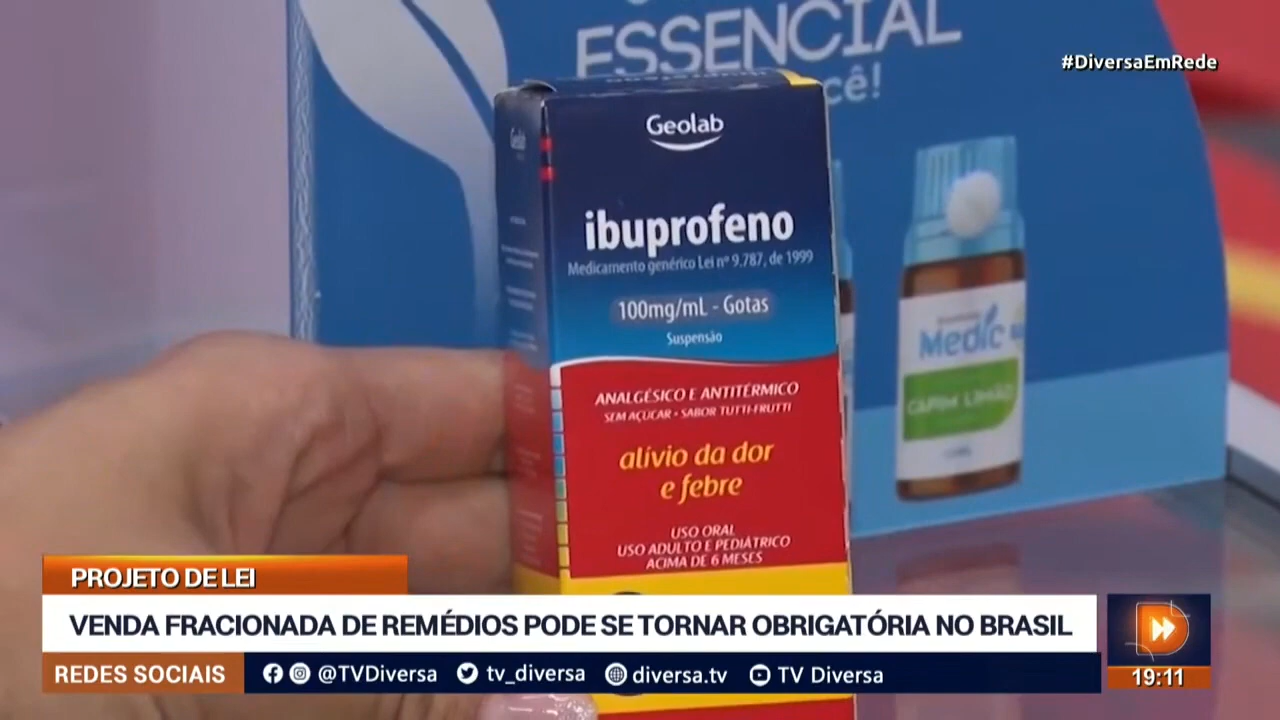 ESSENCIAL
cê!
#DiversaEmRede
Geolab
Geolab
ibuprofeno
Medicamento genérico Lei nº 9.787, de 1999
100mg/mL - Gotas
Suspensão
ANALGÉSICO E ANTITÉRMICO
SEM AÇÚCAR • SABOR TUTTI-FRUTTI
alívio da dor
e febre
USO ORAL
USO ADULTO E PEDIÁTRICO
ACIMA DE 6 MESES
Medic
CAPIM LIMÃO
PROJETO DE LEI
VENDA FRACIONADA DE REMÉDIOS PODE SE TORNAR OBRIGATÓRIA NO BRASIL
REDES SOCIAIS
@TVDiversa tv_diversa diversa.tv TV Diversa
19:11